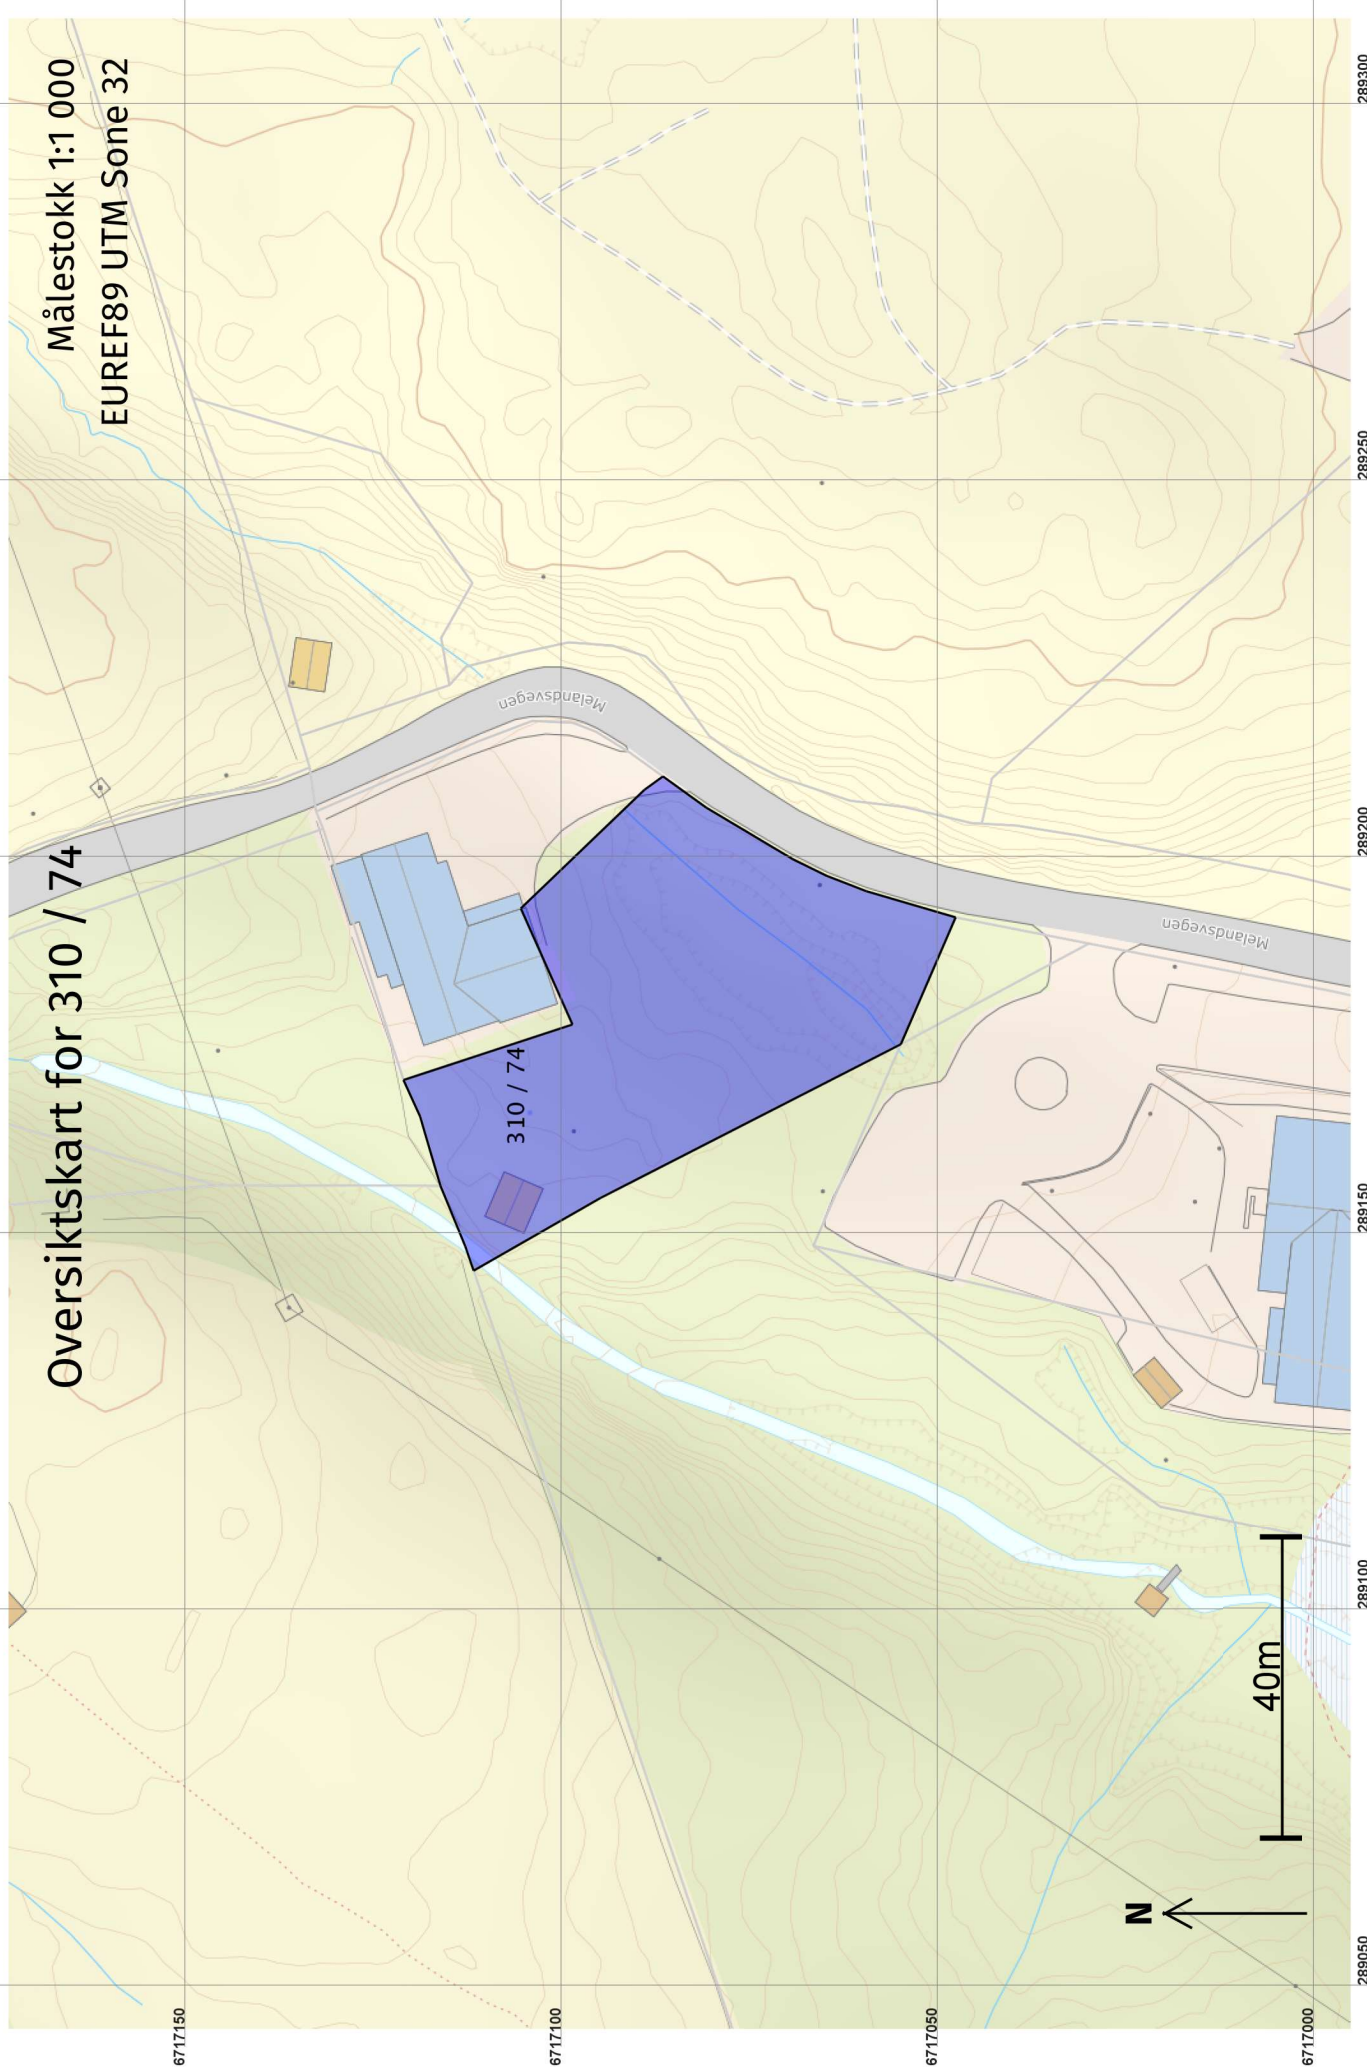 Oversiktskart for 310 / 74
Målestokk 1:1 000
EUREF89 UTM Sone 32
Melandsvegen
310 / 74
Melandsvegen
40m
N
6717150
6717100
6717050
6717000
289050
289100
289150
289200
289250
289300